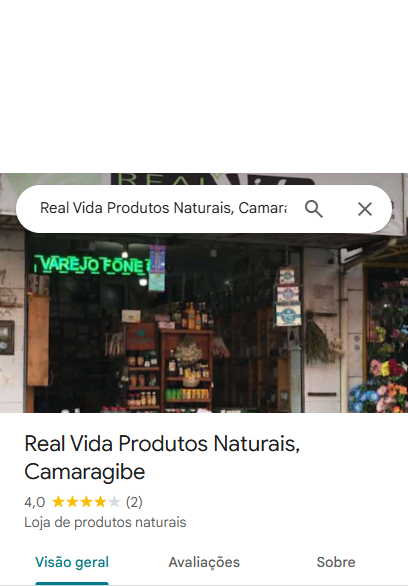 REAL
Real Vida Produtos Naturais, Camara
VAREJO FONE
Real Vida Produtos Naturais,
Camaragibe
4,0 (2)
Loja de produtos naturais
Visão geral Avaliações Sobre